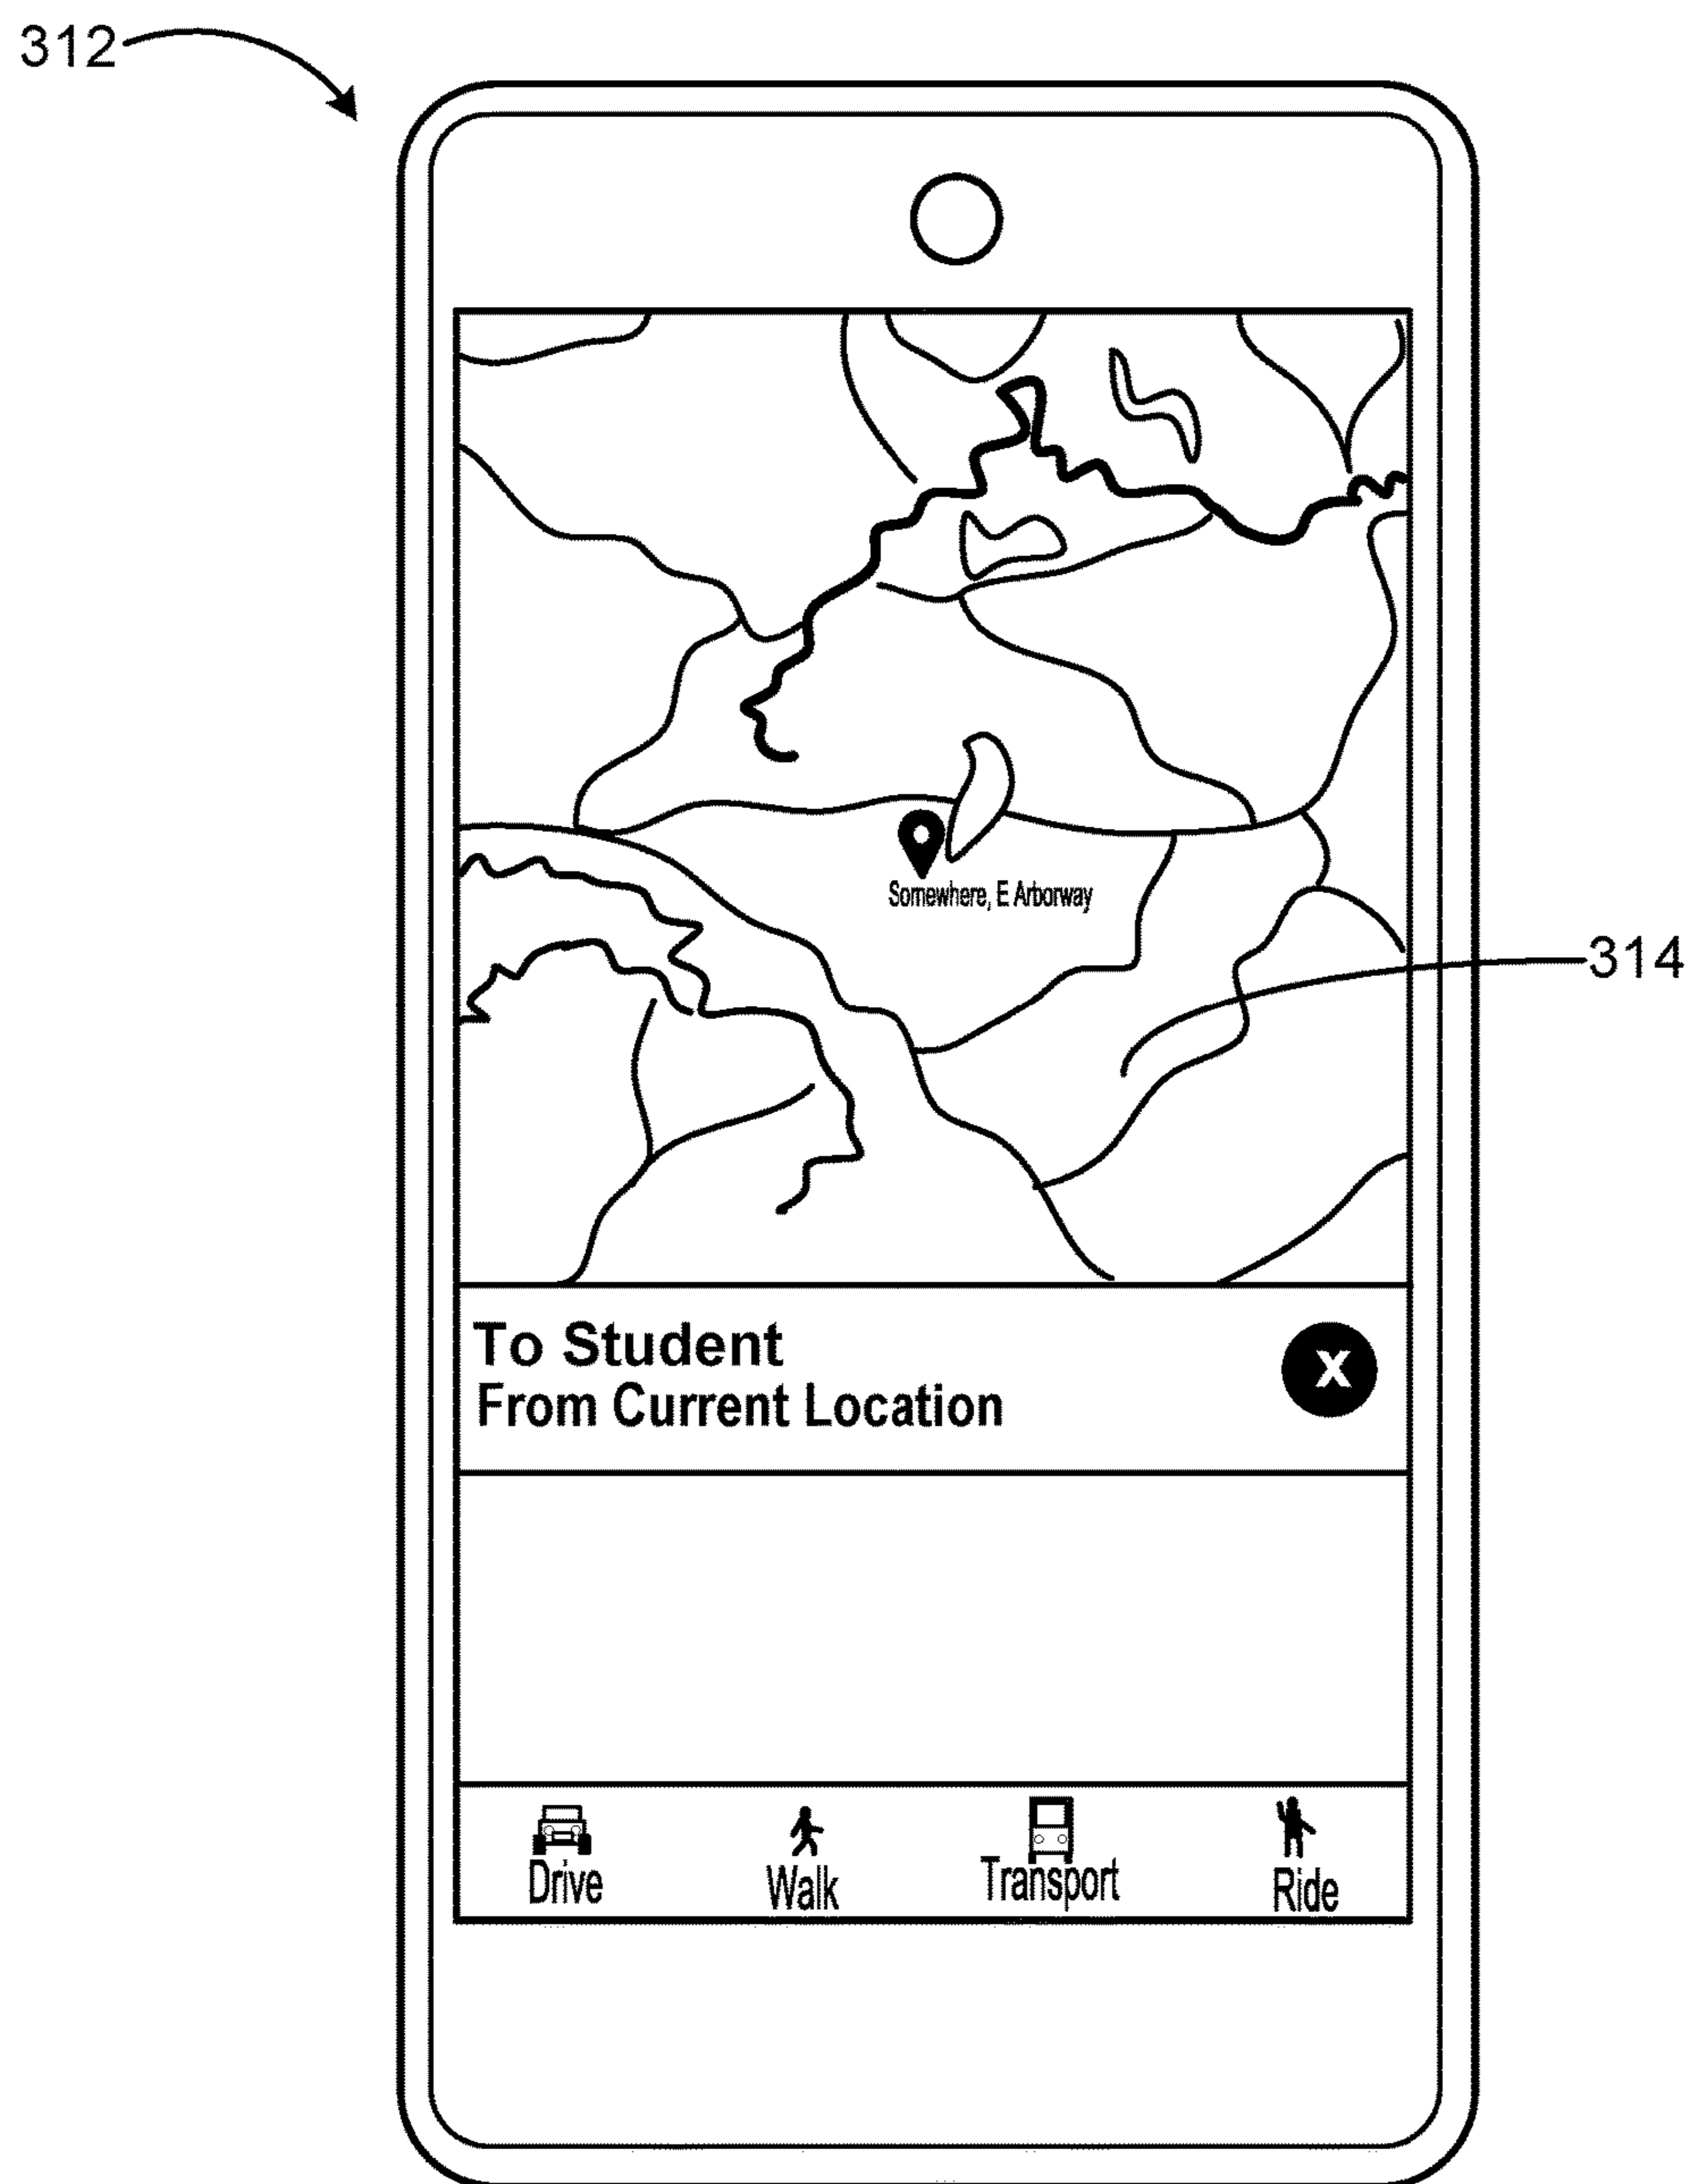 312
Somewhere, E Arborway
314
To Student
From Current Location
X
Drive Walk Transport Ride